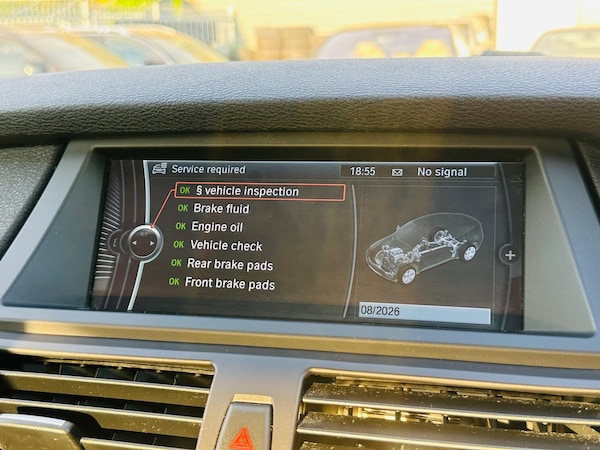 Service required
18:55
No signal
OK § vehicle inspection
OK Brake fluid
OK Engine oil
OK Vehicle check
OK Rear brake pads
OK Front brake pads
+
08/2026